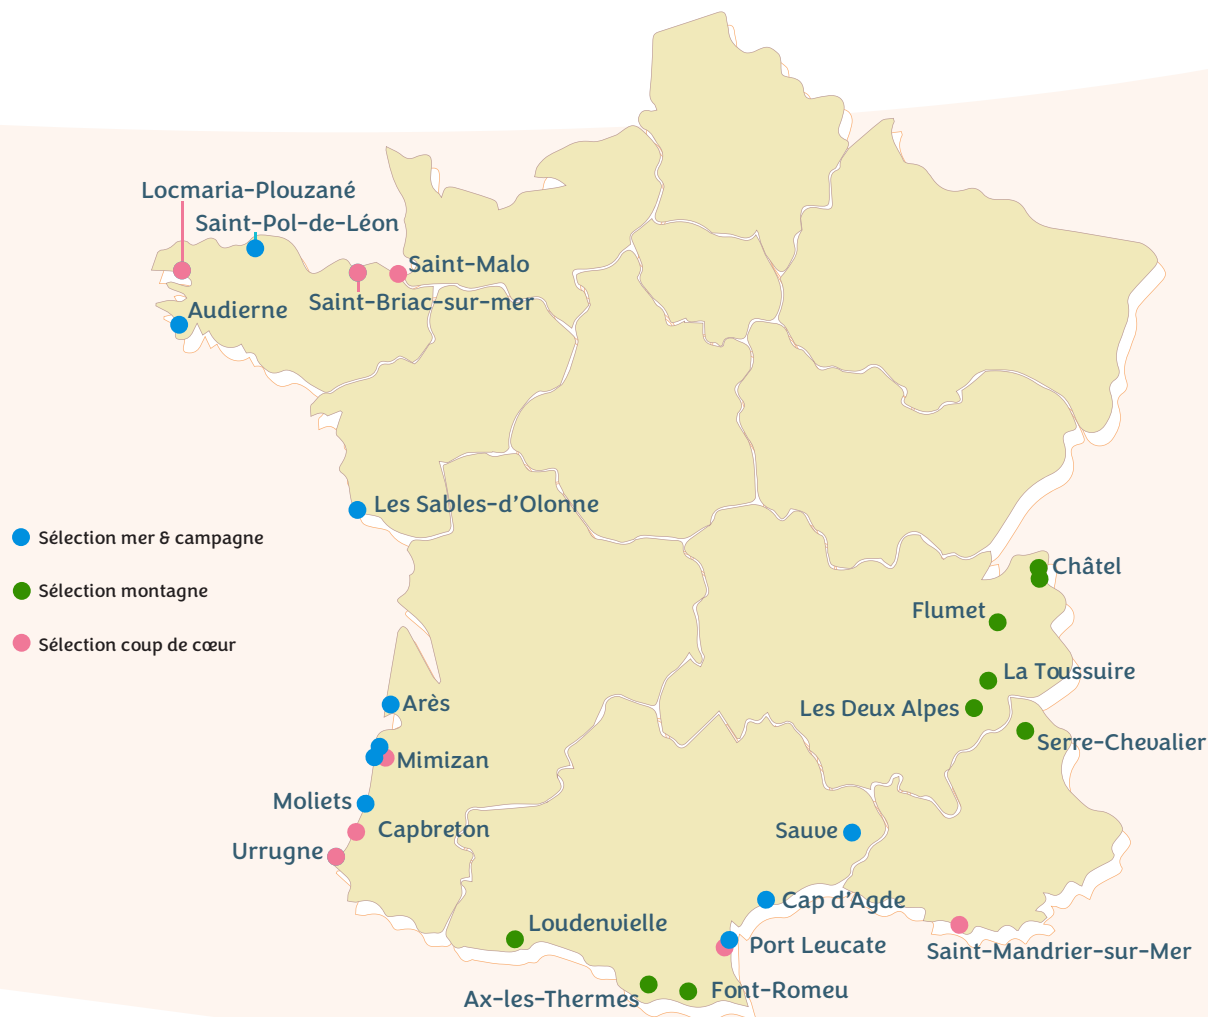 Locmaria-Plouzané
Saint-Pol-de-Léon
Saint-Malo
Saint-Briac-sur-mer
Audierne
Les Sables-d’Olonne
Sélection mer & campagne
Sélection montagne
Sélection coup de cœur
Châtel
Flumet
La Toussuire
Les Deux Alpes
Serre-Chevalier
Arès
Mimizan
Moliets
Capbreton
Urrugne
Sauve
Cap d’Agde
Loudenvielle
Port Leucate
Saint-Mandrier-sur-Mer
Ax-les-Thermes
Font-Romeu